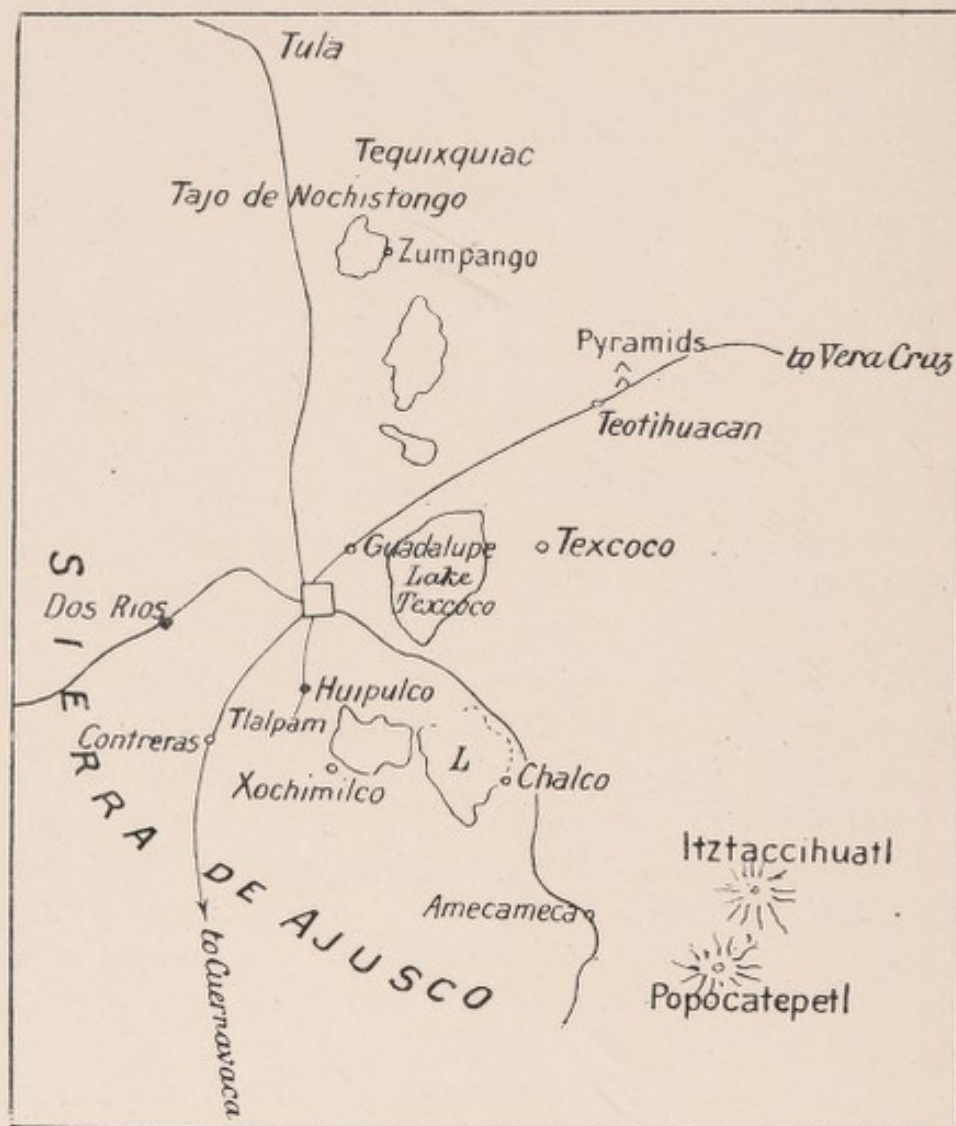 Tula
Tequixquiac
Tajo de Nochistongo
Zumpango
Pyramids
to Vera Cruz
Teotihuacan
Guadalupe
Texcoco
Lake
Texcoco
Dos Rios
SIERRA DE AJUSCO
Huipulco
Tlalpam
Contreras
L
Chalco
Xochimilco
Itztaccihuatl
Amecameca
Popocatepetl
to Cuernavaca